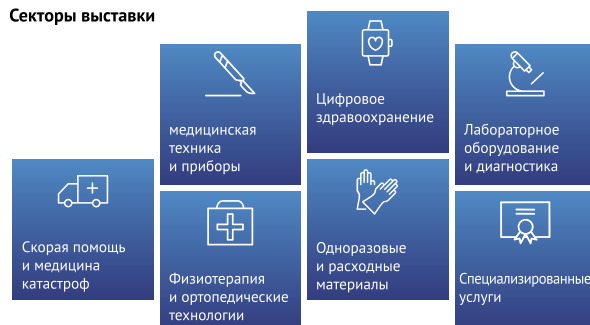 Секторы выставки
медицинская
техника
и приборы
Цифровое
здравоохранение
Лабораторное
оборудование
и диагностика
Скорая помощь
и медицина
катастроф
Физиотерапия
и ортопедические
технологии
Одноразовые
и расходные
материалы
Специализированные
услуги